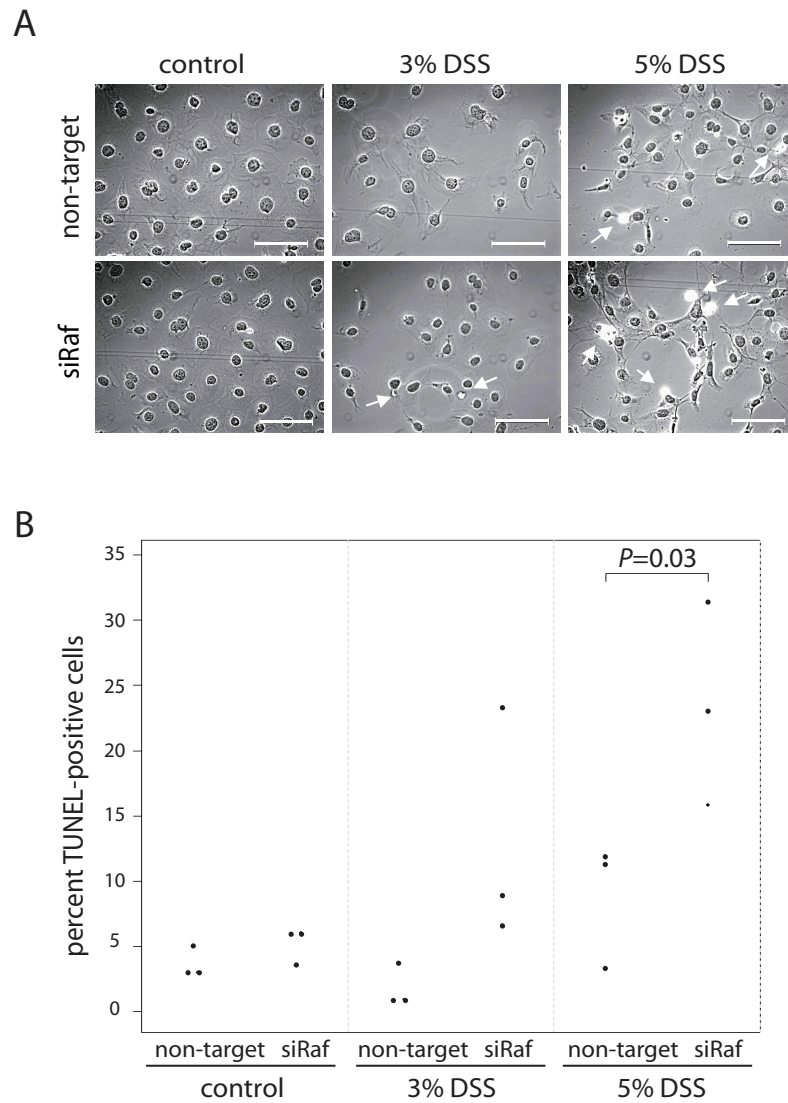 A
control 3% DSS 5% DSS
non-target
siRaf
B
percent TUNEL-positive cells
35
30
25
20
15
10
5
0
P=0.03
non-target siRaf non-target siRaf non-target siRaf
control 3% DSS 5% DSS